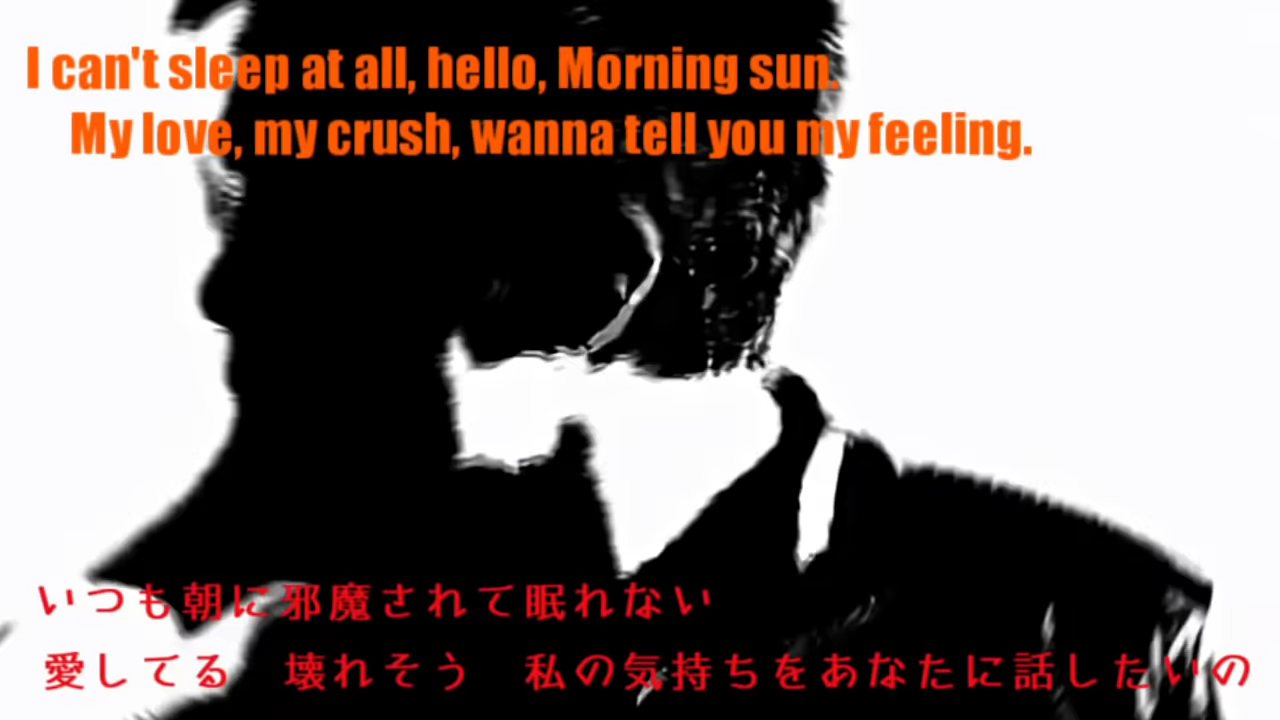 I can't sleep at all, hello, Morning sun.
My love, my crush, wanna tell you my feeling.
いつも朝に邪魔されて眠れない
愛してる　壊れそう　私の気持ちをあなたに話したいの